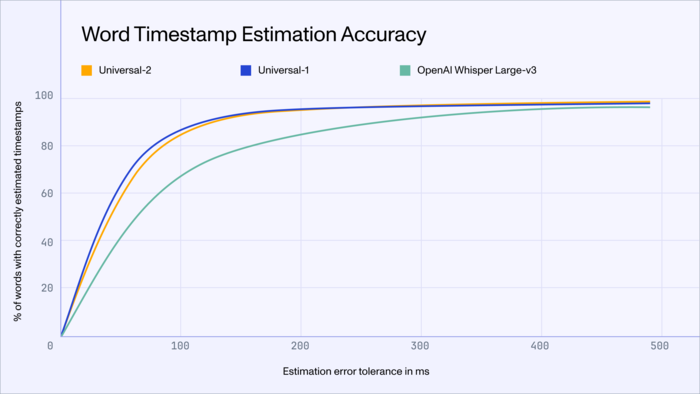 Word Timestamp Estimation Accuracy
Universal-2
Universal-1
OpenAI Whisper Large-v3
% of words with correctly estimated timestamps
100
80
60
40
20
0
100
200
300
400
500
Estimation error tolerance in ms